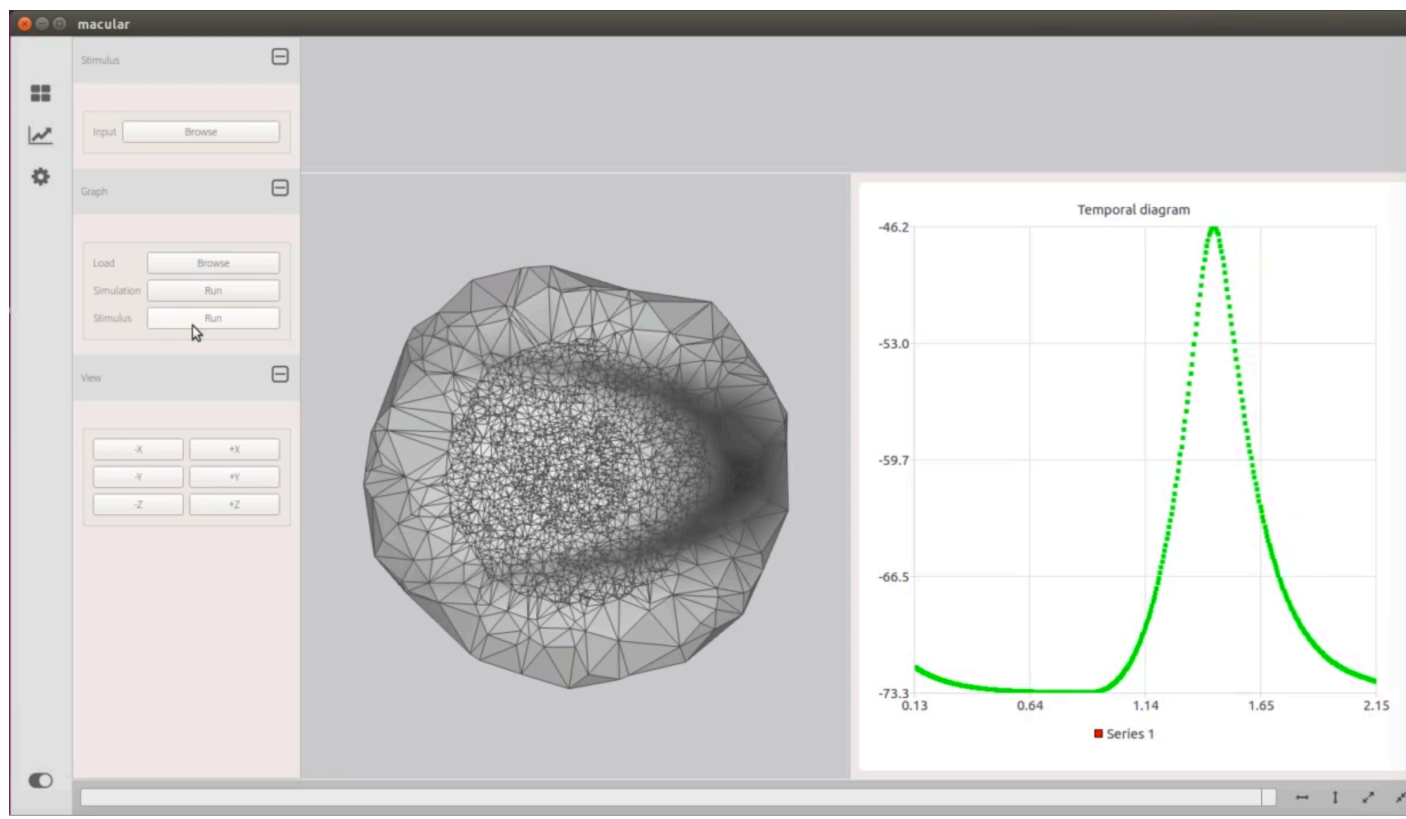 macular
Stimulus
Input Browse
Graph
Load Browse
Simulation Run
Stimulus Run
View
-X +X
-Y +Y
-Z +Z
Temporal diagram
-46.2
-53.0
-59.7
-66.5
-73.3
0.13 0.64 1.14 1.65 2.15
Series 1